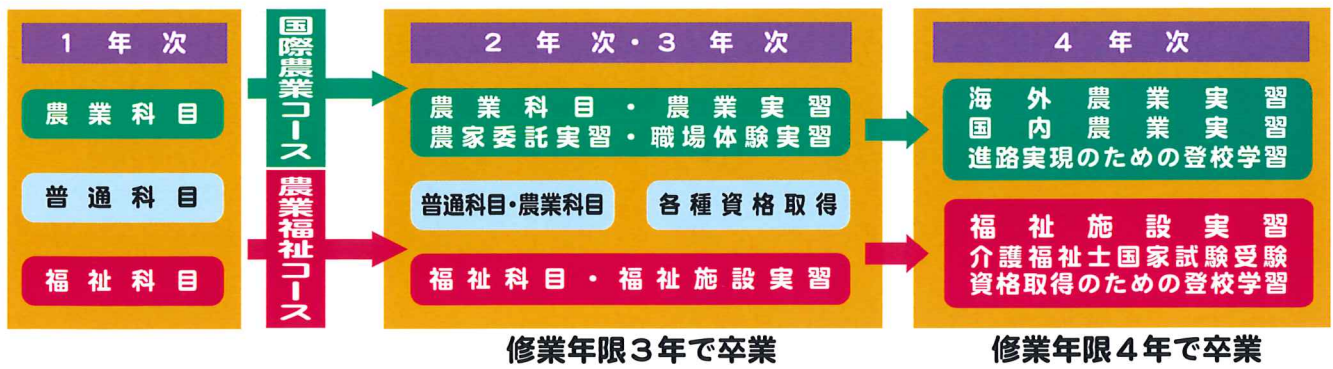 1年次
農業科目
普通科目
福祉科目
国際農業コース
農業福祉コース
2年次・3年次
農業科目・農業実習
農家委託実習・職場体験実習
普通科目・農業科目
各種資格取得
福祉科目・福祉施設実習
修業年限3年で卒業
4年次
海外農業実習
国内農業実習
進路実現のための登校学習
福祉施設実習
介護福祉士国家試験受験
資格取得のための登校学習
修業年限4年で卒業